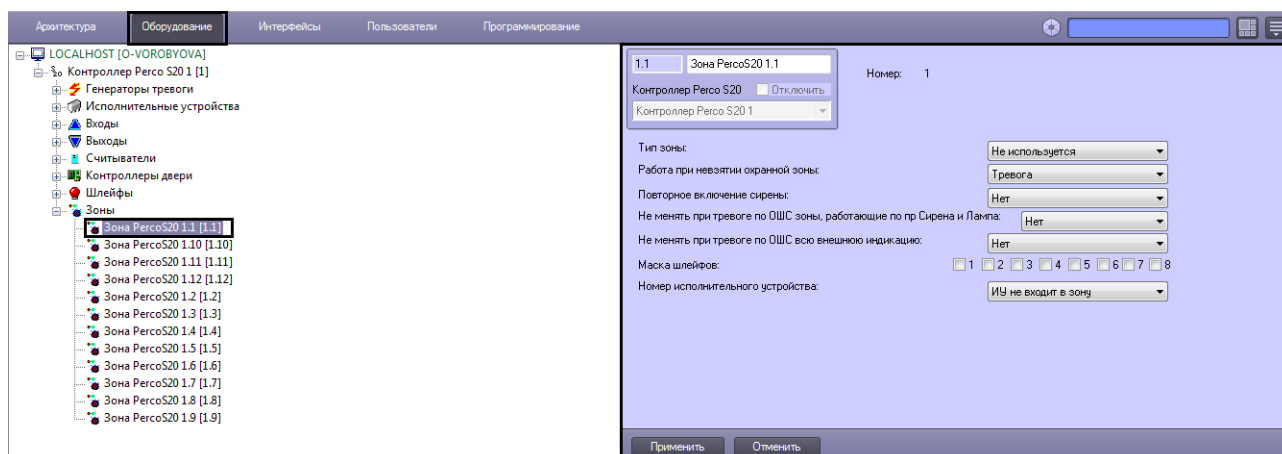 Архитектура Оборудование Интерфейсы Пользователи Программирование
LOCALHOST [O-VOROBYOVA]
Контроллер Perco S20 1 [1]
Генераторы тревоги
Исполнительные устройства
Входы
Выходы
Считыватели
Контроллеры двери
Шлейфы
Зоны
Зона PercoS20 1.1 [1.1]
Зона PercoS20 1.10 [1.10]
Зона PercoS20 1.11 [1.11]
Зона PercoS20 1.12 [1.12]
Зона PercoS20 1.2 [1.2]
Зона PercoS20 1.3 [1.3]
Зона PercoS20 1.4 [1.4]
Зона PercoS20 1.5 [1.5]
Зона PercoS20 1.6 [1.6]
Зона PercoS20 1.7 [1.7]
Зона PercoS20 1.8 [1.8]
Зона PercoS20 1.9 [1.9]
1.1 Зона PercoS20 1.1
Номер: 1
Контроллер Perco S20 Отключить
Контроллер Perco S20 1
Тип зоны: Не используется
Работа при невзятии охранной зоны: Тревога
Повторное включение сирены: Нет
Не менять при тревоге по ОШС зоны, работающие по пр Сирена и Лампа: Нет
Не менять при тревоге по ОШС всю внешнюю индикацию: Нет
Маска шлейфов: 1 2 3 4 5 6 7 8
Номер исполнительного устройства: ИУ не входит в зону
Применить Отменить